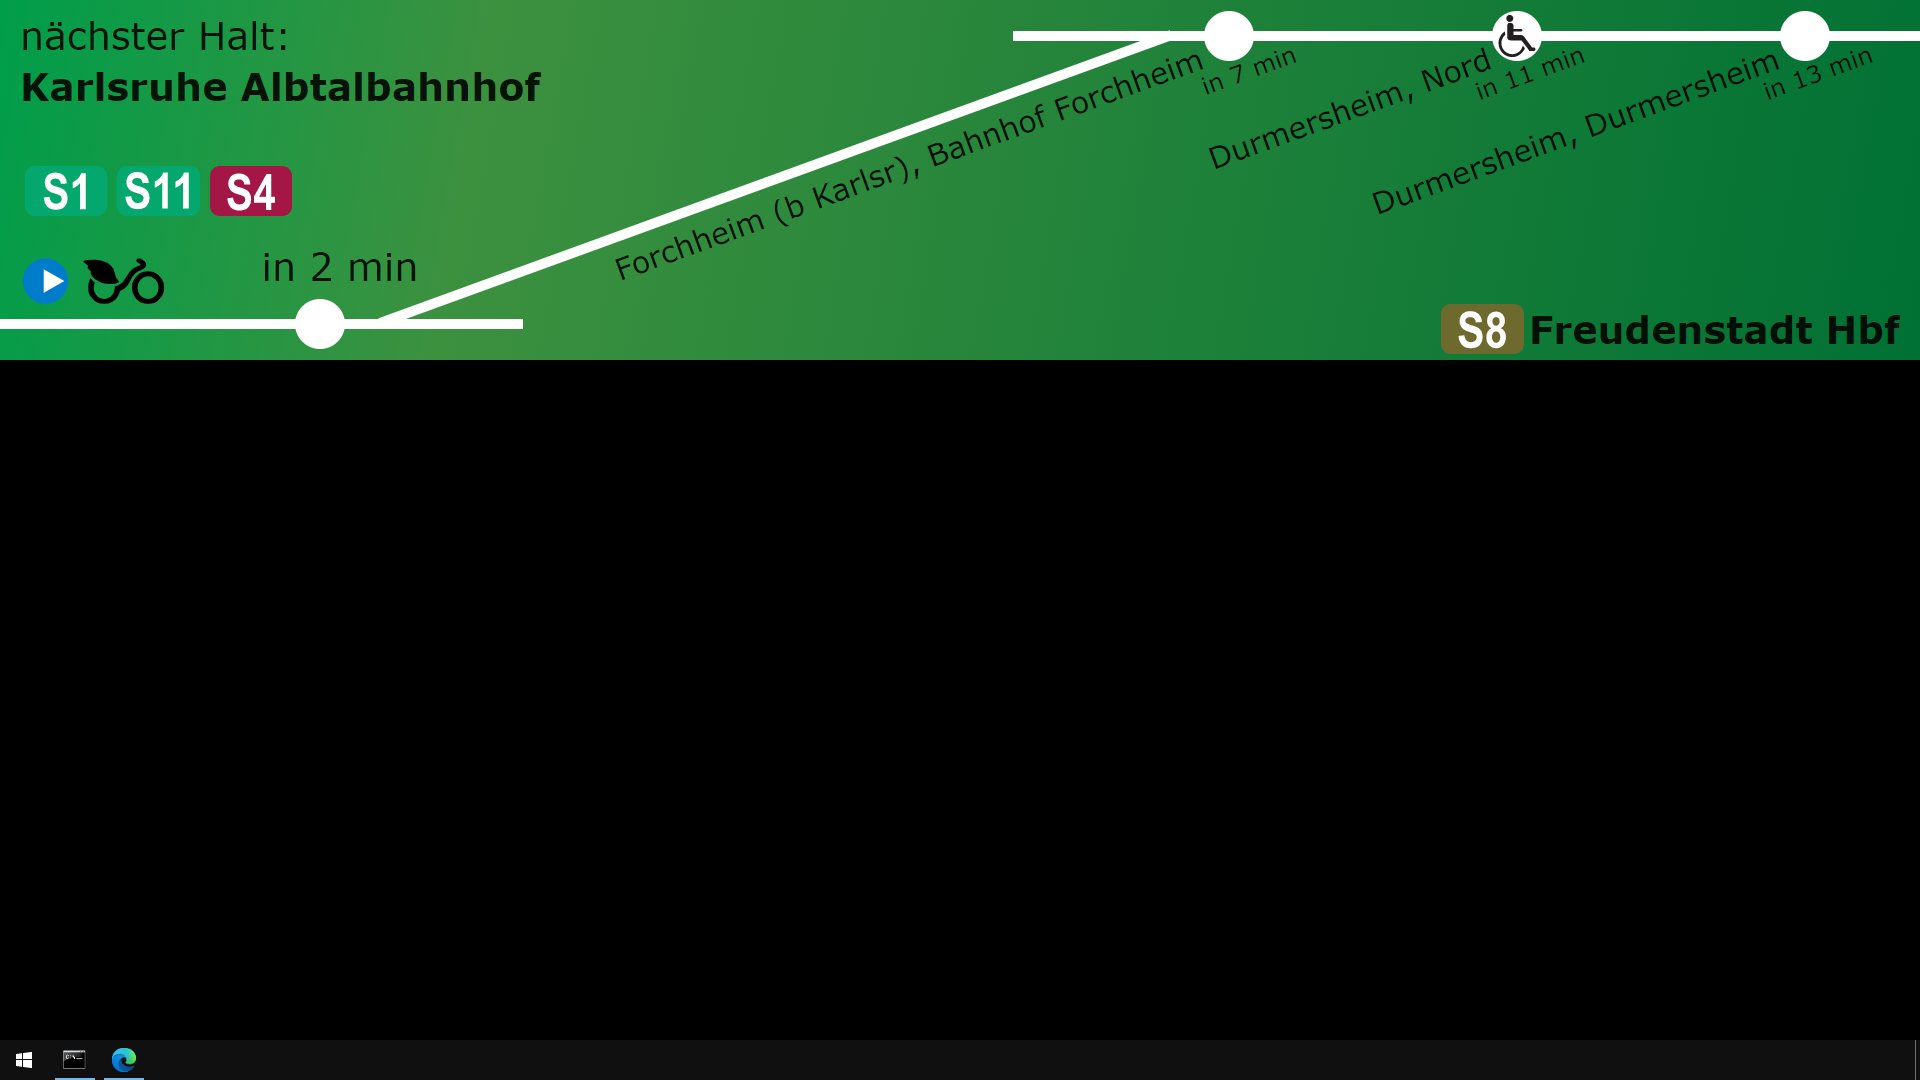 nächster Halt:
Karlsruhe Albtalbahnhof
S1 S11 S4
in 2 min
Forchheim (b Karlsr), Bahnhof Forchheim
in 7 min
Durmersheim, Nord
in 11 min
Durmersheim, Durmersheim
in 13 min
S8 Freudenstadt Hbf